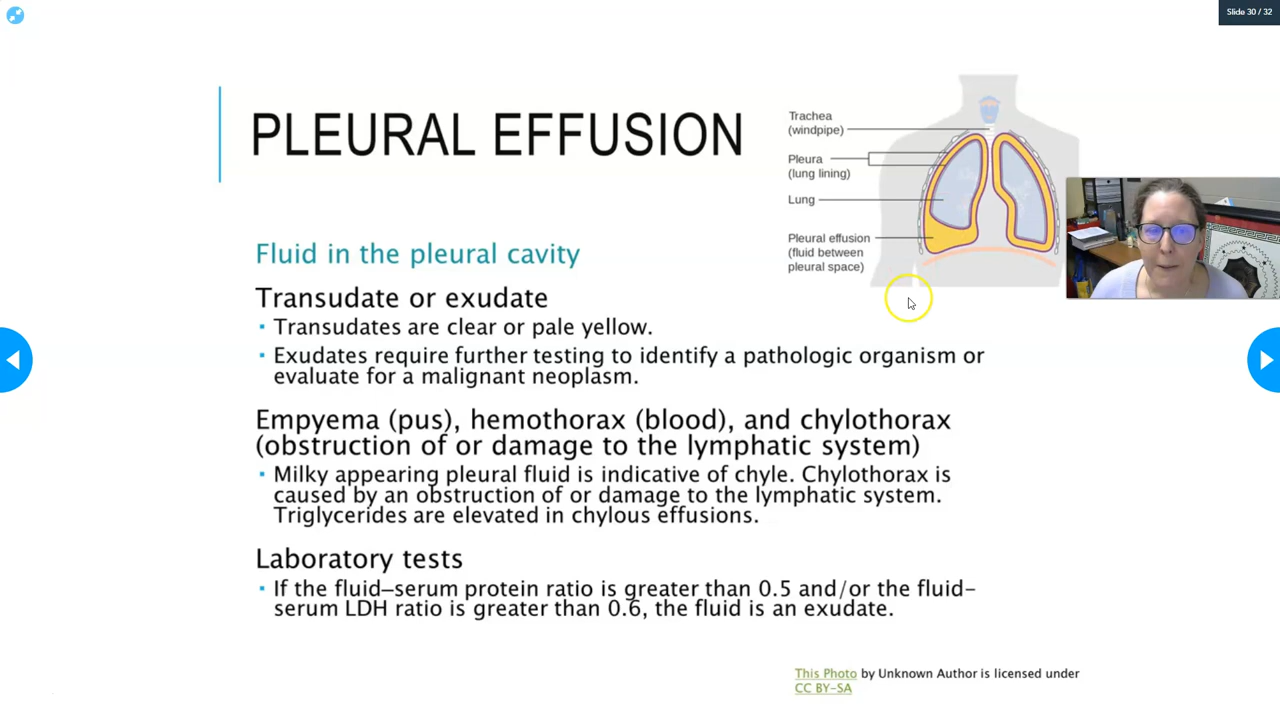 Slide 30 / 32
PLEURAL EFFUSION
Trachea
(windpipe)
Pleura
(lung lining)
Lung
Pleural effusion
(fluid between
pleural space)
Fluid in the pleural cavity
Transudate or exudate
▪ Transudates are clear or pale yellow.
▪ Exudates require further testing to identify a pathologic organism or
evaluate for a malignant neoplasm.
Empyema (pus), hemothorax (blood), and chylothorax
(obstruction of or damage to the lymphatic system)
▪ Milky appearing pleural fluid is indicative of chyle. Chylothorax is
caused by an obstruction of or damage to the lymphatic system.
Triglycerides are elevated in chylous effusions.
Laboratory tests
▪ If the fluid–serum protein ratio is greater than 0.5 and/or the fluid–
serum LDH ratio is greater than 0.6, the fluid is an exudate.
This Photo by Unknown Author is licensed under
CC BY-SA